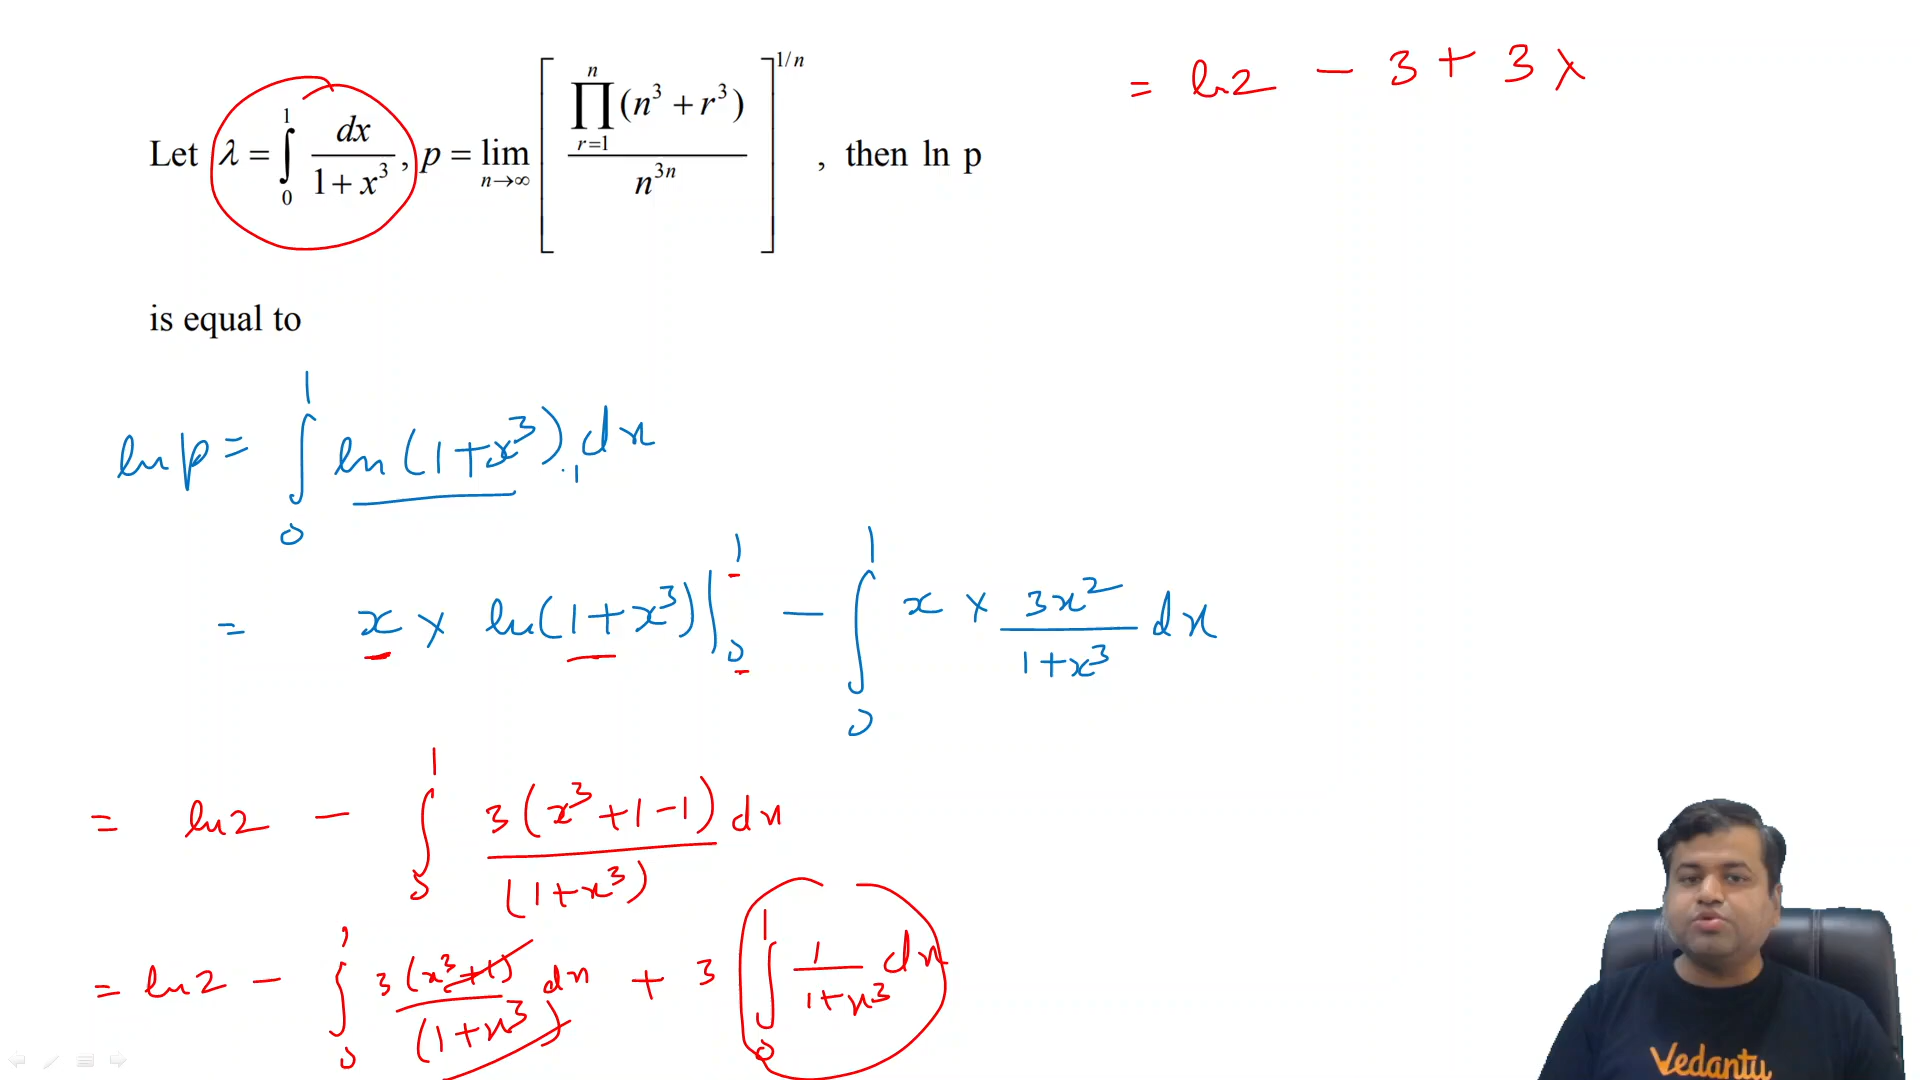 Let λ = ∫₀¹ dx/(1 + x³), p = lim_{n→∞} [ ∏_{r=1}^{n} (n³ + r³) / n³ⁿ ]^{1/n} , then ln p
is equal to
= ln2 - 3 + 3λ
ln p = ∫₀¹ ln(1+x³).1 dx
= x × ln(1+x³)|₀¹ - ∫₀¹ x × 3x²/(1+x³) dx
= ln2 - ∫₀¹ 3(x³+1-1)/(1+x³) dx
= ln2 - ∫₀¹ 3(x³+1)/(1+x³) dx + 3 ∫₀¹ 1/(1+x³) dx
Vedantu